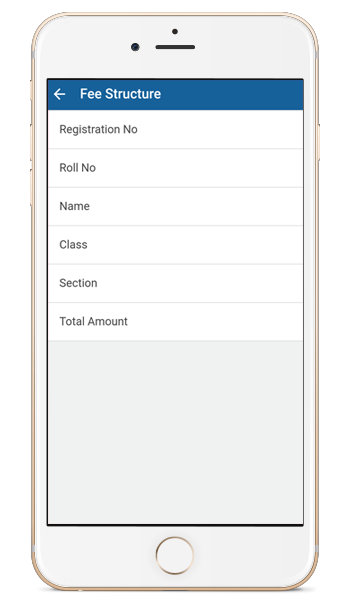 Fee Structure
Registration No
Roll No
Name
Class
Section
Total Amount